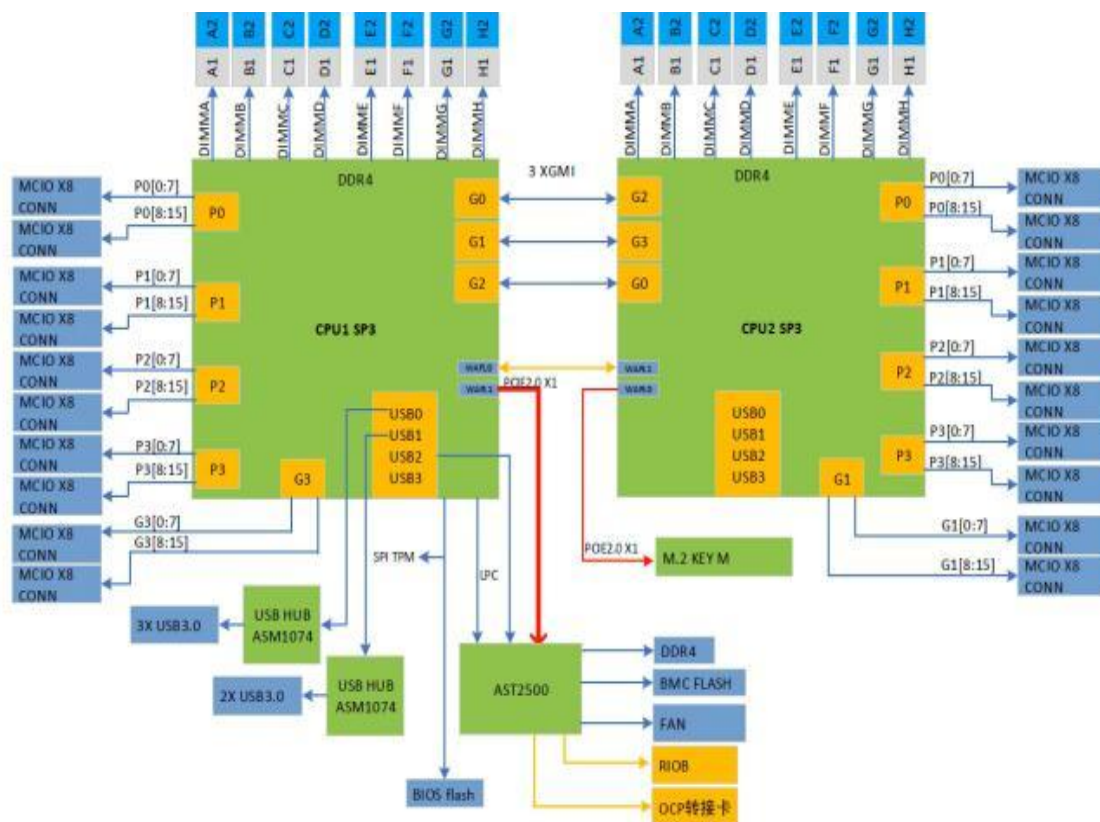 A2 B2 C2 D2 E2 F2 G2 H2
A1 B1 C1 D1 E1 F1 G1 H1
DIMMA DIMMB DIMMC DIMMD DIMME DIMMF DIMMG DIMMH
A2 B2 C2 D2 E2 F2 G2 H2
A1 B1 C1 D1 E1 F1 G1 H1
DIMMA DIMMB DIMMC DIMMD DIMME DIMMF DIMMG DIMMH
MCIO X8
CONN
MCIO X8
CONN
MCIO X8
CONN
MCIO X8
CONN
MCIO X8
CONN
MCIO X8
CONN
MCIO X8
CONN
MCIO X8
CONN
MCIO X8
CONN
MCIO X8
CONN
P0[0:7]
P0[8:15]
P1[0:7]
P1[8:15]
P2[0:7]
P2[8:15]
P3[0:7]
P3[8:15]
G3[0:7]
G3[8:15]
DDR4
P0
P1
P2
P3
G0
G1
G2
CPU1 SP3
WAFL0
WAFL1
USB0
USB1
USB2
USB3
G3
3 XGMI
PCIE2.0 X1
DDR4
G2
G3
G0
CPU2 SP3
WAFL1
WAFL0
USB0
USB1
USB2
USB3
G1
P0
P1
P2
P3
P0[0:7]
P0[8:15]
P1[0:7]
P1[8:15]
P2[0:7]
P2[8:15]
P3[0:7]
P3[8:15]
G1[0:7]
G1[8:15]
MCIO X8
CONN
MCIO X8
CONN
MCIO X8
CONN
MCIO X8
CONN
MCIO X8
CONN
MCIO X8
CONN
MCIO X8
CONN
MCIO X8
CONN
MCIO X8
CONN
MCIO X8
CONN
PCIE2.0 X1
M.2 KEY M
SPI TPM
LPC
3X USB3.0
USB HUB
ASM1074
2X USB3.0
USB HUB
ASM1074
AST2500
DDR4
BMC FLASH
FAN
RIOB
OCP转接卡
BIOS flash